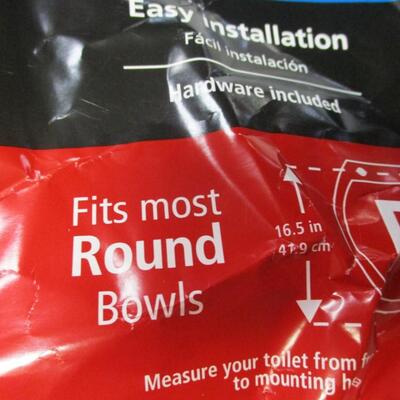 Easy Installation
Fácil instalación
Hardware included
Fits most
Round
Bowls
16.5 in
41.9 cm
Measure your toilet from
to mounting